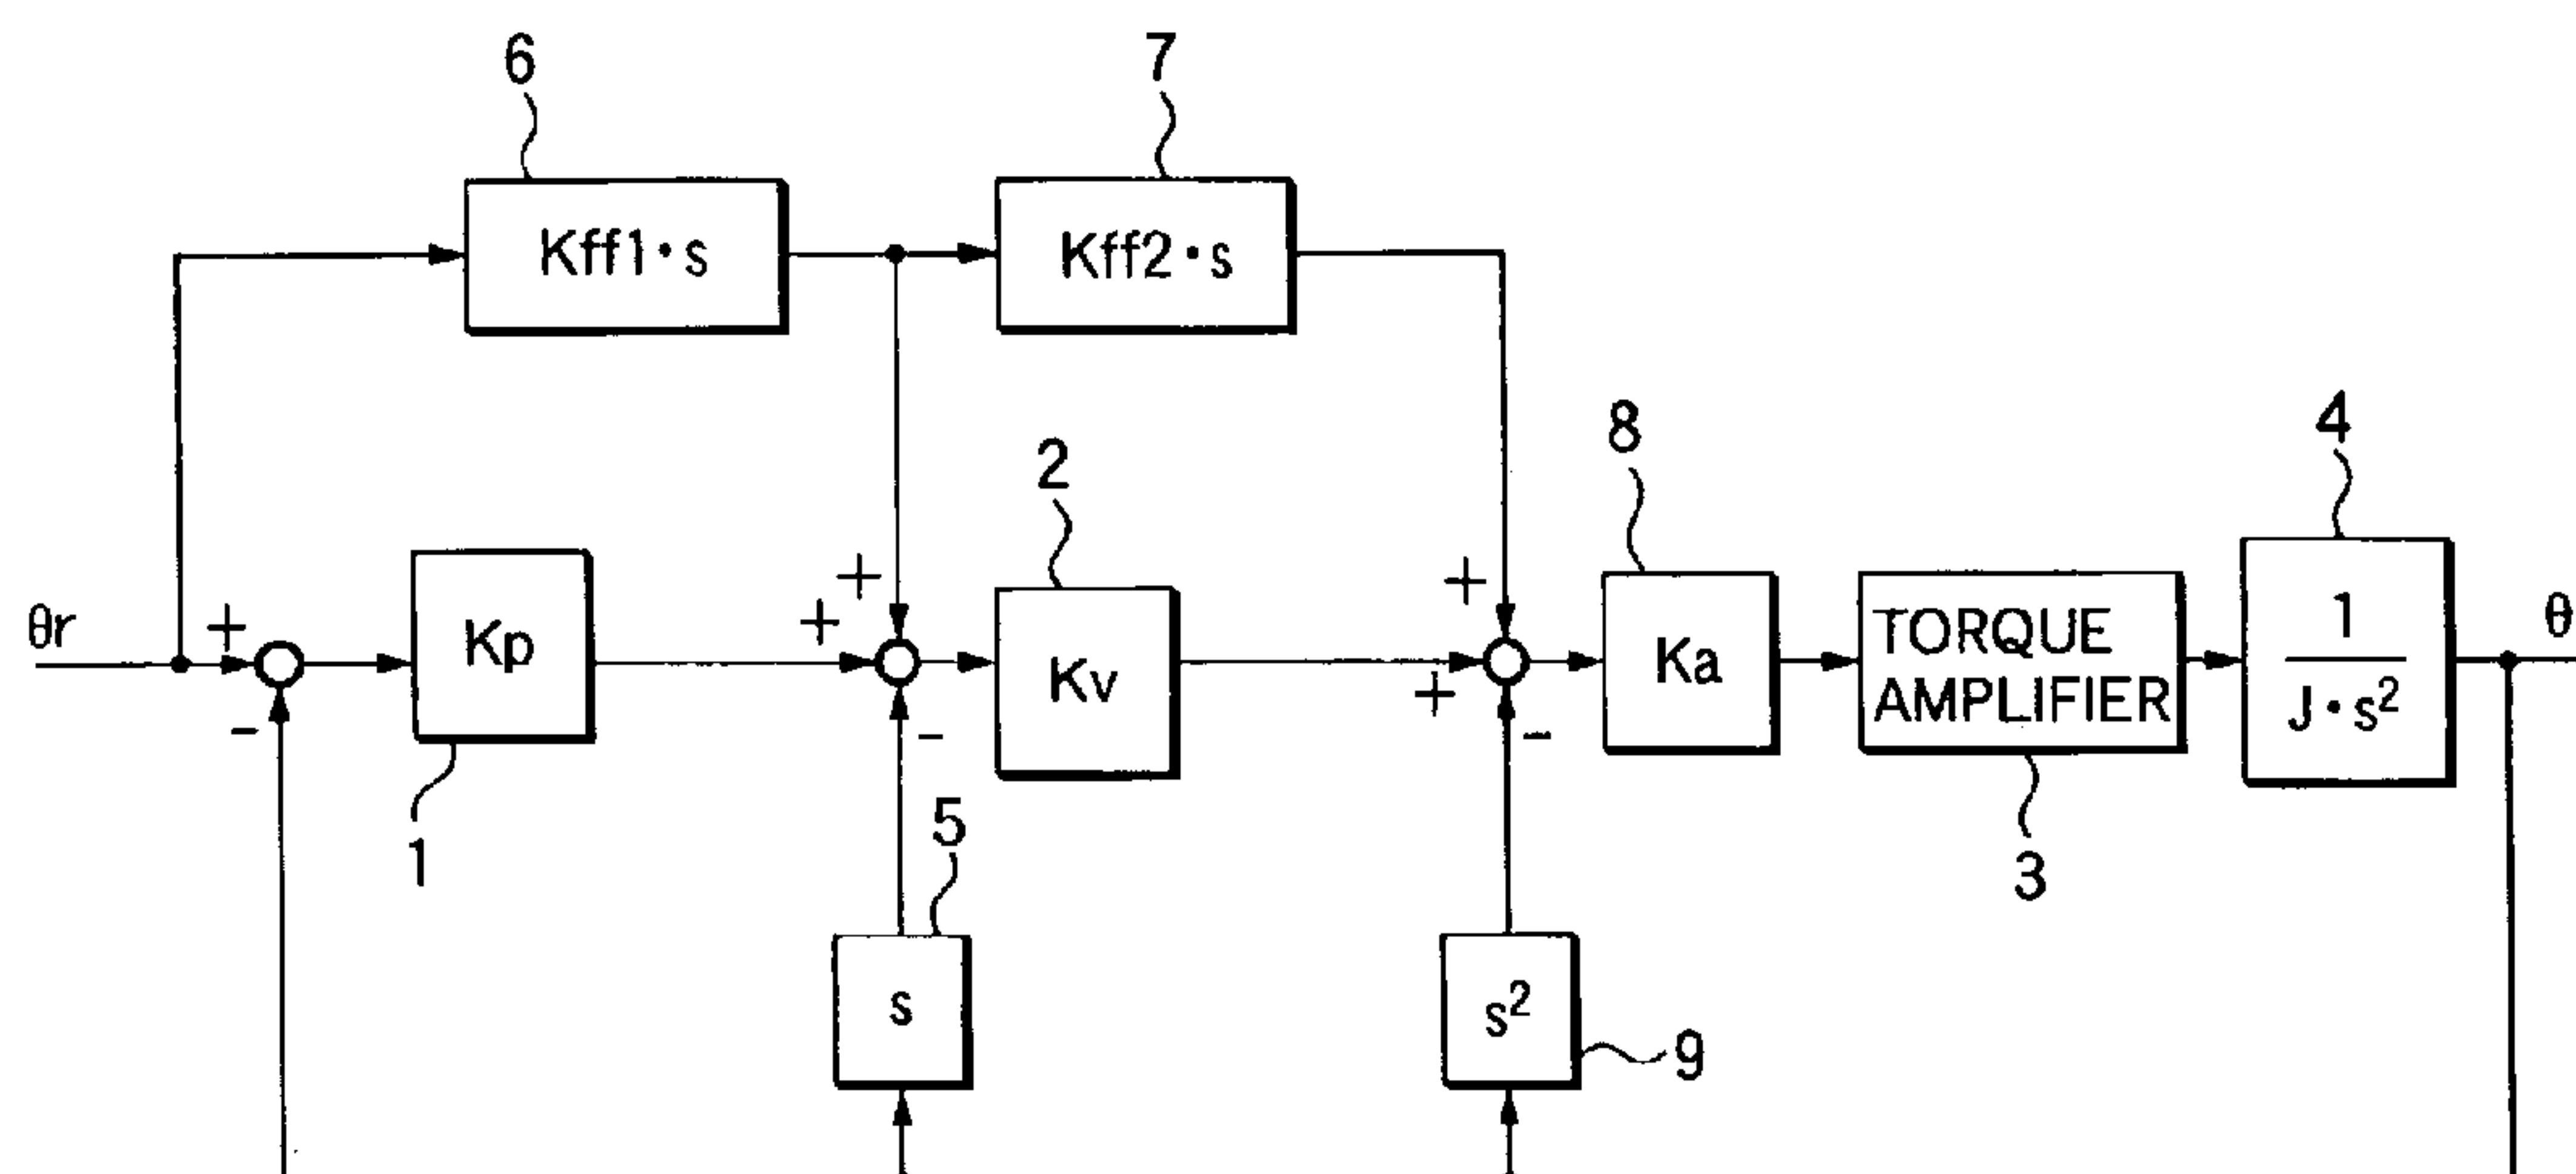 6
7
Kff1·s
Kff2·s
8
4
2
θr
+
-
Kp
1
+
+
-
Kv
+
+
-
Ka
TORQUE
AMPLIFIER
3
1
J·s²
θ
5
s
s²
9